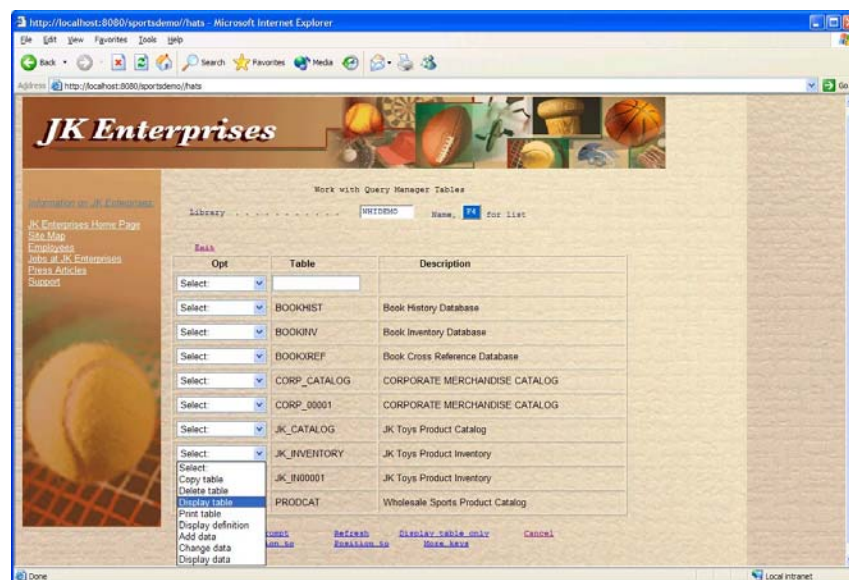 http://localhost:8080/sportsdemo//hats - Microsoft Internet Explorer
File Edit View Favorites Tools Help
Back Search Favorites Media
Address http://localhost:8080/sportsdemo//hats Go
JK Enterprises
Information on JK Enterprises
JK Enterprises Home Page
Site Map
Employees
Jobs at JK Enterprises
Press Articles
Support
Work with Query Manager Tables
Library . . . . . . . . . . . . WHIDEMO Name, F4 for list
Exit
Opt Table Description
Select:
Select: BOOKHIST Book History Database
Select: BOOKINV Book Inventory Database
Select: BOOKXREF Book Cross Reference Database
Select: CORP_CATALOG CORPORATE MERCHANDISE CATALOG
Select: CORP_00001 CORPORATE MERCHANDISE CATALOG
Select: JK_CATALOG JK Toys Product Catalog
Select: JK_INVENTORY JK Toys Product Inventory
JK_IN00001 JK Toys Product Inventory
PRODCAT Wholesale Sports Product Catalog
Select:
Copy table
Delete table
Display table
Print table
Display definition
Add data
Change data
Display data
Refresh Display table only Cancel
Position to More keys
Done Local intranet